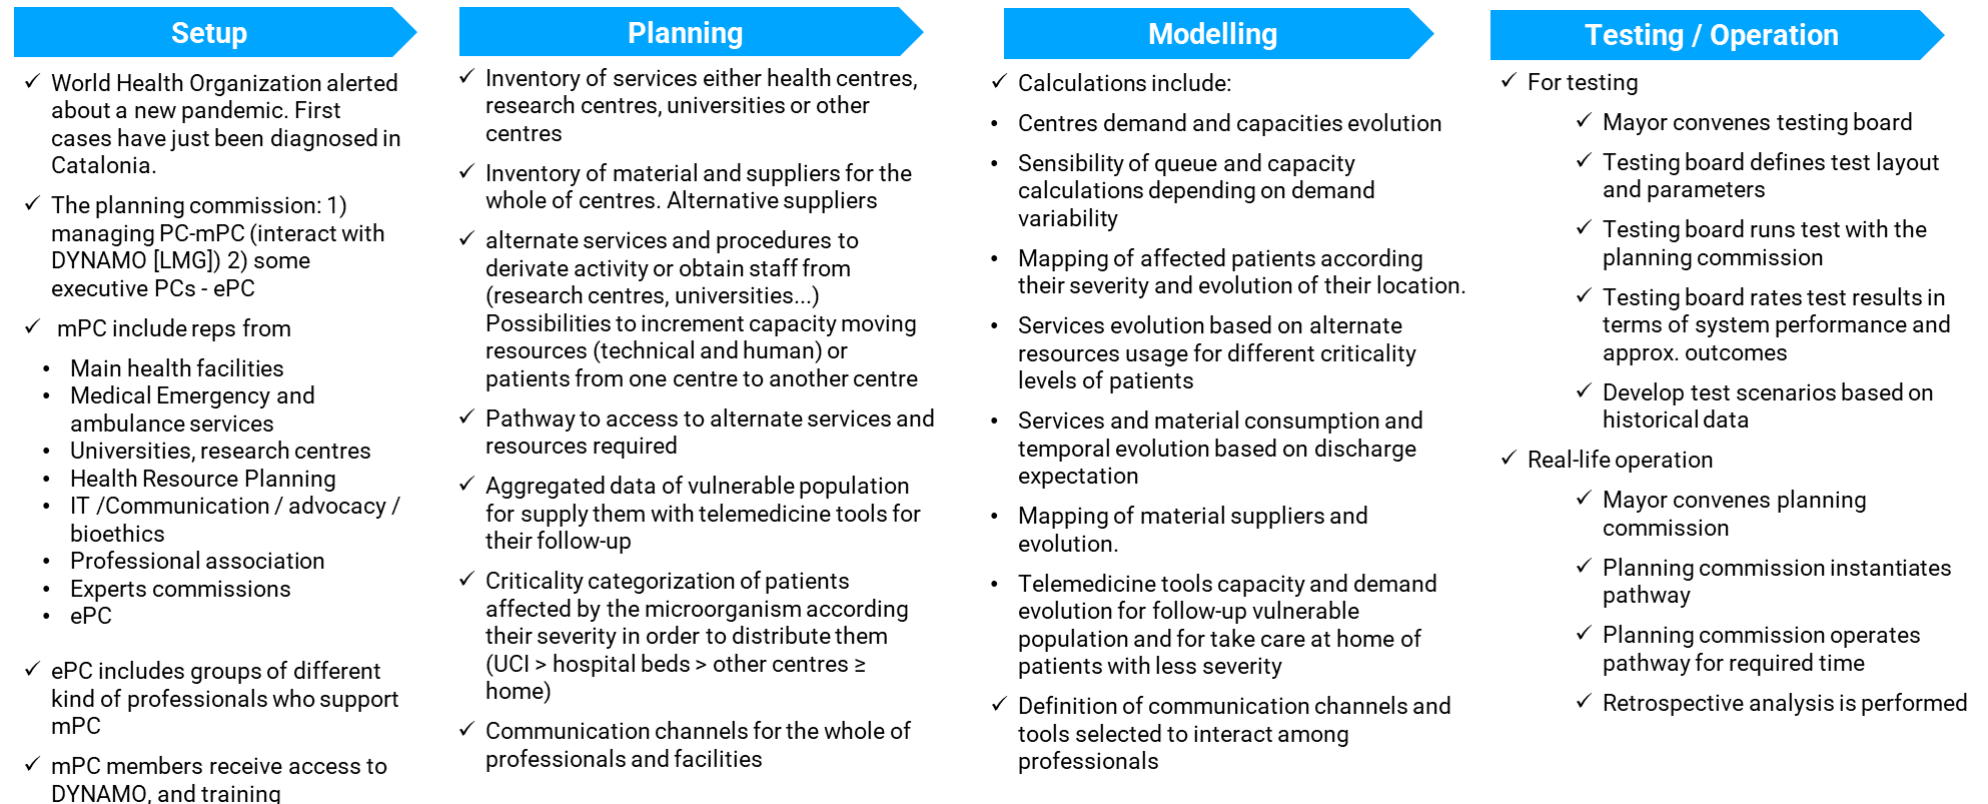 Setup
✓ World Health Organization alerted
about a new pandemic. First
cases have just been diagnosed in
Catalonia.
✓ The planning commission: 1)
managing PC-mPC (interact with
DYNAMO [LMG]) 2) some
executive PCs - ePC
✓ mPC include reps from
• Main health facilities
• Medical Emergency and
ambulance services
• Universities, research centres
• Health Resource Planning
• IT /Communication / advocacy /
bioethics
• Professional association
• Experts commissions
• ePC
✓ ePC includes groups of different
kind of professionals who support
mPC
✓ mPC members receive access to
DYNAMO, and training
Planning
✓ Inventory of services either health centres,
research centres, universities or other
centres
✓ Inventory of material and suppliers for the
whole of centres. Alternative suppliers
✓ alternate services and procedures to
derivate activity or obtain staff from
(research centres, universities...)
Possibilities to increment capacity moving
resources (technical and human) or
patients from one centre to another centre
✓ Pathway to access to alternate services and
resources required
✓ Aggregated data of vulnerable population
for supply them with telemedicine tools for
their follow-up
✓ Criticality categorization of patients
affected by the microorganism according
their severity in order to distribute them
(UCI > hospital beds > other centres ≥
home)
✓ Communication channels for the whole of
professionals and facilities
Modelling
✓ Calculations include:
• Centres demand and capacities evolution
• Sensibility of queue and capacity
calculations depending on demand
variability
• Mapping of affected patients according
their severity and evolution of their location.
• Services evolution based on alternate
resources usage for different criticality
levels of patients
• Services and material consumption and
temporal evolution based on discharge
expectation
• Mapping of material suppliers and
evolution.
• Telemedicine tools capacity and demand
evolution for follow-up vulnerable
population and for take care at home of
patients with less severity
✓ Definition of communication channels and
tools selected to interact among
professionals
Testing / Operation
✓ For testing
✓ Mayor convenes testing board
✓ Testing board defines test layout
and parameters
✓ Testing board runs test with the
planning commission
✓ Testing board rates test results in
terms of system performance and
approx. outcomes
✓ Develop test scenarios based on
historical data
✓ Real-life operation
✓ Mayor convenes planning
commission
✓ Planning commission instantiates
pathway
✓ Planning commission operates
pathway for required time
✓ Retrospective analysis is performed